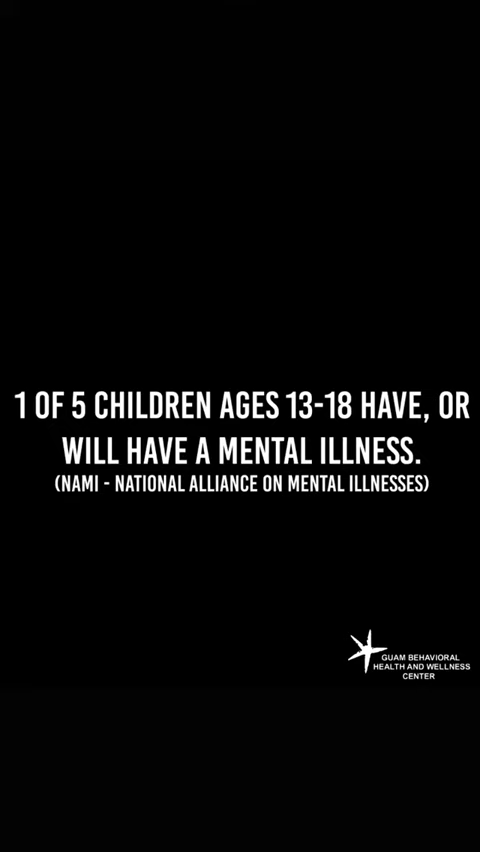 1 OF 5 CHILDREN AGES 13-18 HAVE, OR
WILL HAVE A MENTAL ILLNESS.
(NAMI - NATIONAL ALLIANCE ON MENTAL ILLNESSES)
GUAM BEHAVIORAL
HEALTH AND WELLNESS
CENTER